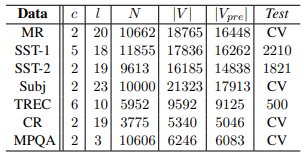 Data c l N |V| |Vpre| Test
MR 2 20 10662 18765 16448 CV
SST-1 5 18 11855 17836 16262 2210
SST-2 2 19 9613 16185 14838 1821
Subj 2 23 10000 21323 17913 CV
TREC 6 10 5952 9592 9125 500
CR 2 19 3775 5340 5046 CV
MPQA 2 3 10606 6246 6083 CV